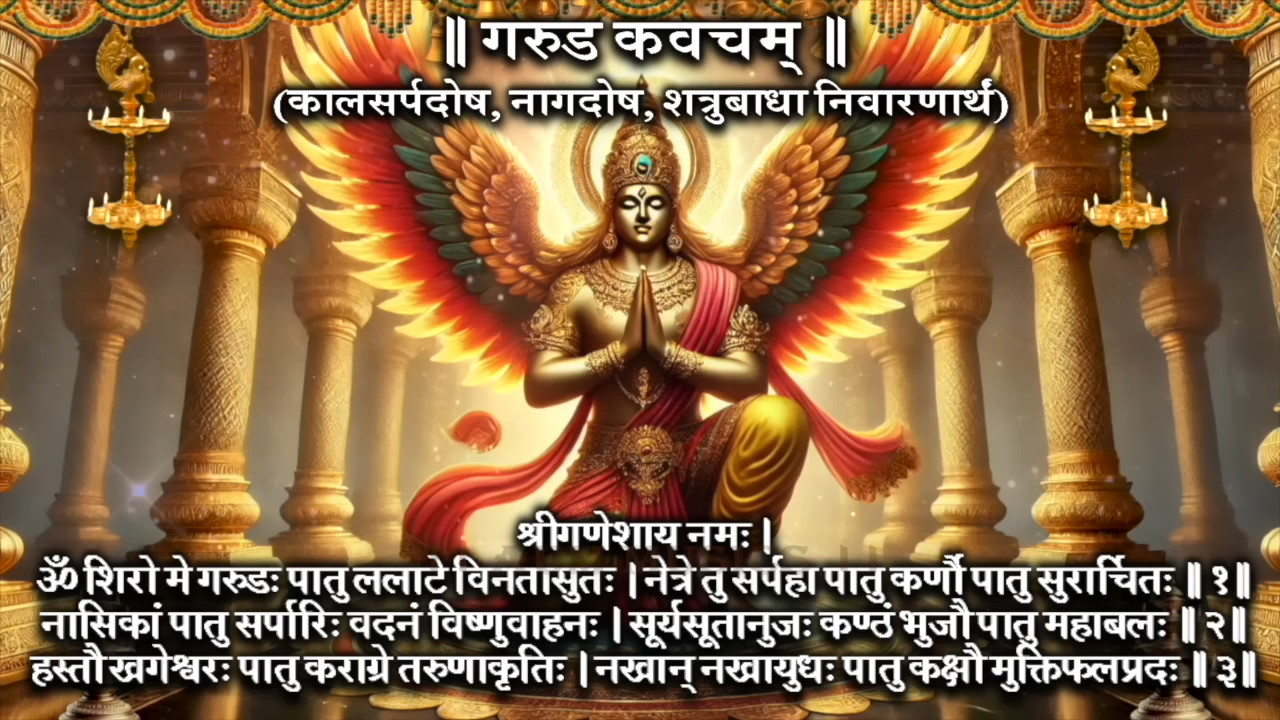 ॥ गरुड कवचम् ॥
(कालसर्पदोष, नागदोष, शत्रुबाधा निवारणार्थं)
श्रीगणेशाय नमः ।
ॐ शिरो मे गरुडः पातु ललाटे विनतासुतः । नेत्रे तु सर्पहा पातु कर्णौ पातु सुरार्चितः ॥ १॥
नासिकां पातु सर्पारिः वदनं विष्णुवाहनः । सूर्यसूतानुजः कण्ठं भुजौ पातु महाबलः ॥ २॥
हस्तौ खगेश्वरः पातु कराग्रे तरुणाकृतिः । नखान् नखायुधः पातु कक्षौ मुक्तिफलप्रदः ॥ ३॥